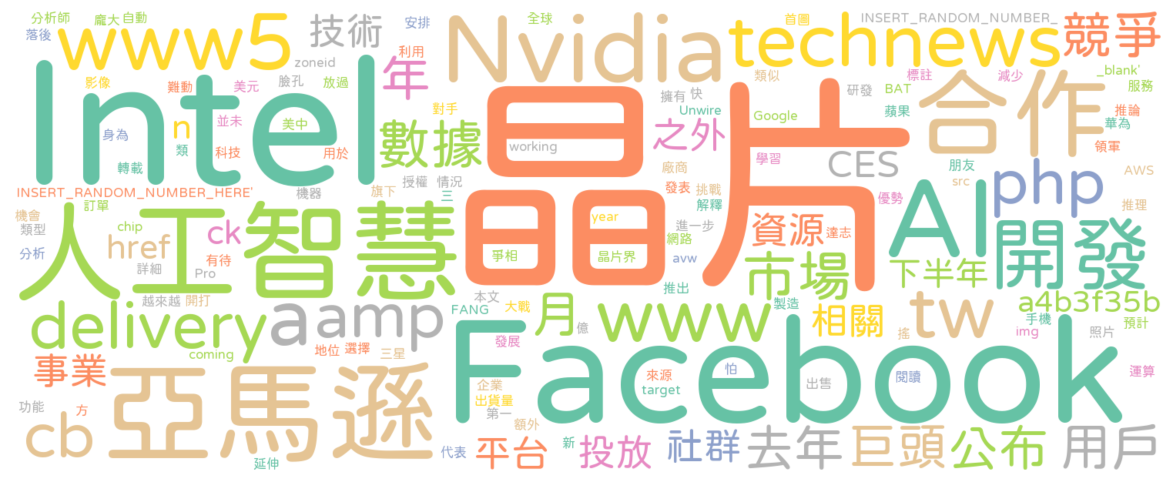 分析師
龐大
自動
落後
www5
技術
安排
全球
首圖
INSERT_RANDOM_NUMBER_
競爭
Nvidia
technews
利用
zoneid
影像
難動
美元
臉孔
放過
年
類似
標註
減少
_blank'
服務
Intel
晶片
合作
擁有
快
研發
BAT
蘋果
推論
華為
對手
Unwire
Google
n
並未
美中
身為
類
科技
用於
數據
working
之外
CES
領軍
轉載
廠商
學習
朋友
AWS
INSERT_RANDOM_NUMBER_HERE'
機器
旗下
授權
情況
三
發表
挑戰
解釋
優勢
AI
src
php
推理
機會
訂單
類型
人工智慧
chip
href
ck
year
進一步
網路
資源
達志
開發
分析
詳細
有待
Pro
爭相
晶片界
avw
市場
下半年
越來越
開打
推出
本文
大戰
製造
delivery
aamp
FANG
月
www
相關
tw
a4b3f35b
手機
預計
億
發展
搖
img
照片
coming
地位
選擇
三星
Facebook
事業
亞馬遜
來源
target
怕
出售
閱讀
運算
企業
出貨量
功能
方
第一
額外
cb
代表
平台
新
投放
社群
去年
巨頭
公布
用戶
延伸